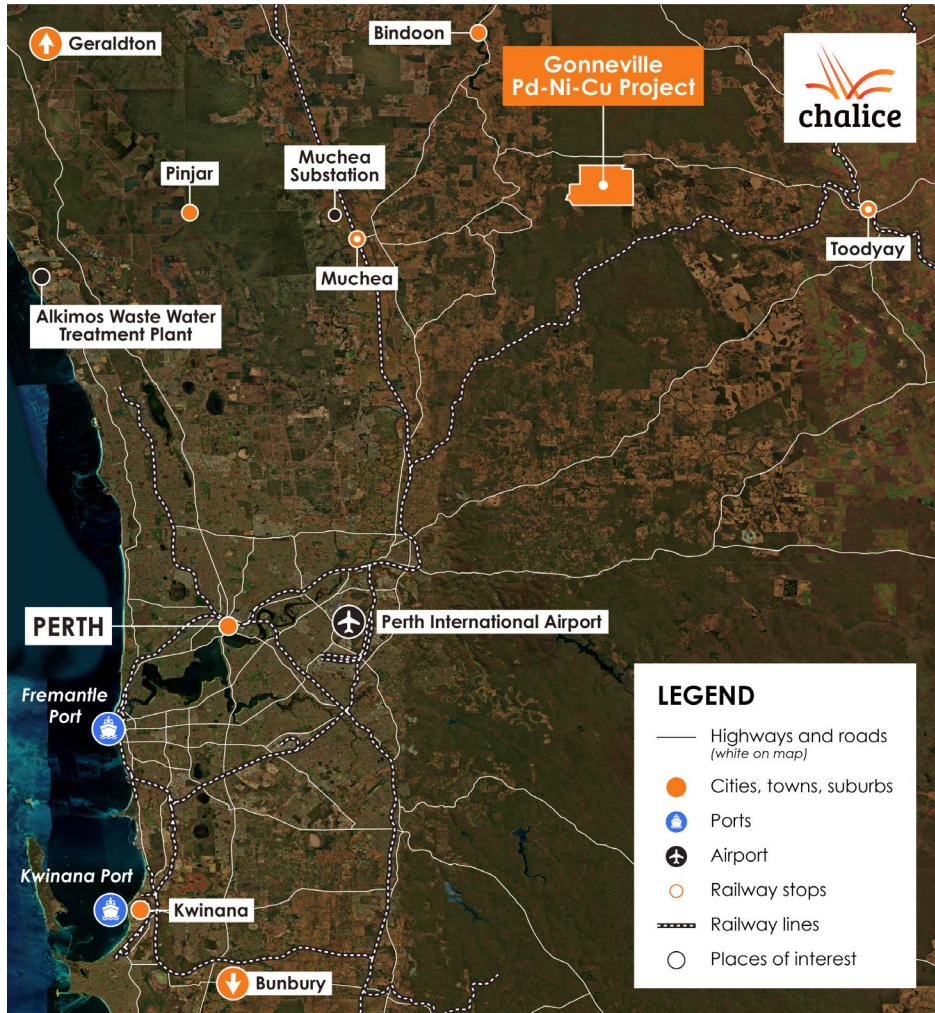 Geraldton
Bindoon
Gonneville
Pd-Ni-Cu Project
chalice
Pinjar
Muchea
Substation
Muchea
Toodyay
Alkimos Waste Water
Treatment Plant
PERTH
Perth International Airport
Fremantle
Port
Kwinana Port
Kwinana
Bunbury
LEGEND
Highways and roads
(white on map)
Cities, towns, suburbs
Ports
Airport
Railway stops
Railway lines
Places of interest